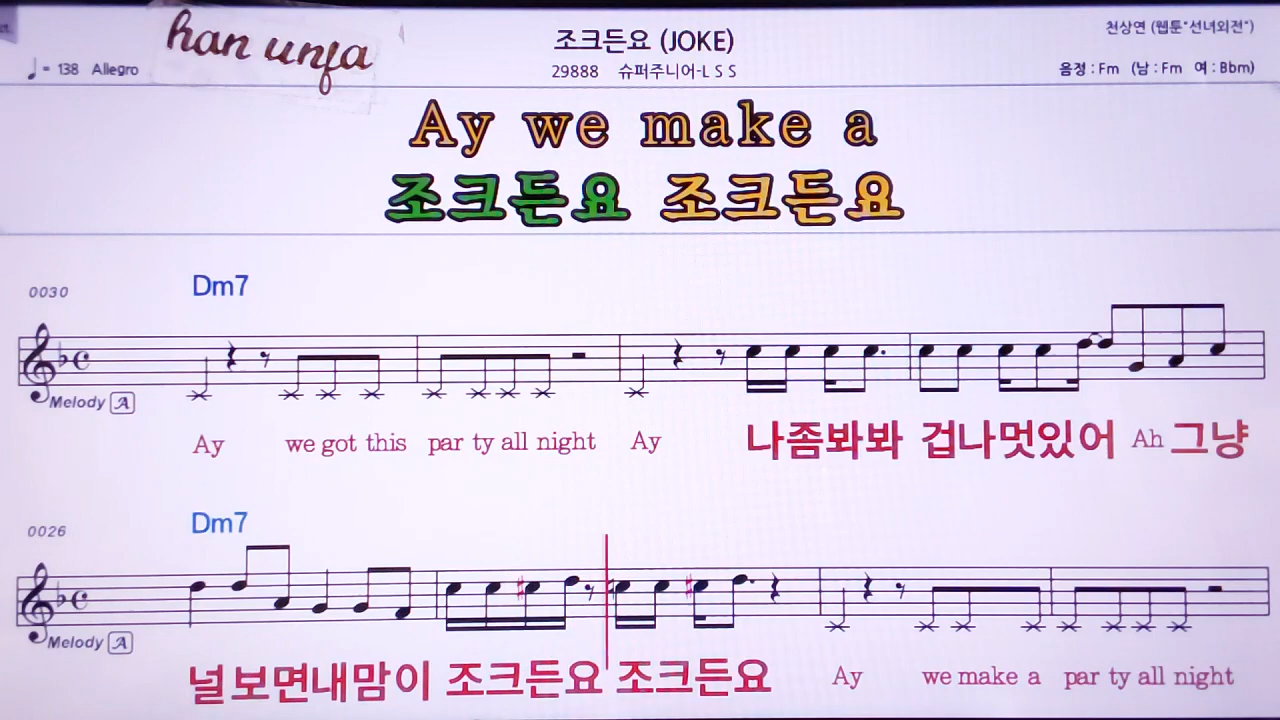 han unfa
조크든요 (JOKE)
천상연 (웹툰"선녀외전")
= 138 Allegro
29888 슈퍼주니어-L S S
음정 : Fm (남 : Fm 여 : Bbm)
Ay we make a
조크든요 조크든요
0030
Dm7
Melody A
Ay we got this par ty all night Ay 나좀봐봐 겁나멋있어 Ah 그냥
0026
Dm7
Melody A
널보면내맘이 조크든요 조크든요 Ay we make a par ty all night